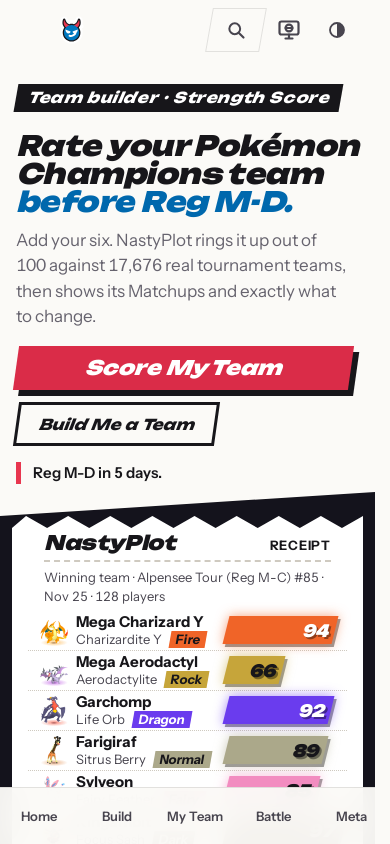 Team builder · Strength Score
Rate your Pokémon
Champions team
before Reg M-D.
Add your six. NastyPlot rings it up out of
100 against 17,676 real tournament teams,
then shows its Matchups and exactly what
to change.
Score My Team
Build Me a Team
Reg M-D in 5 days.
NastyPlot RECEIPT
Winning team · Alpensee Tour (Reg M-C) #85 ·
Nov 25 · 128 players
Mega Charizard Y
Charizardite Y Fire 94
Mega Aerodactyl
Aerodactylite Rock 66
Garchomp
Life Orb Dragon 92
Farigiraf
Sitrus Berry Normal 89
Sylveon
Home Build My Team Battle Meta